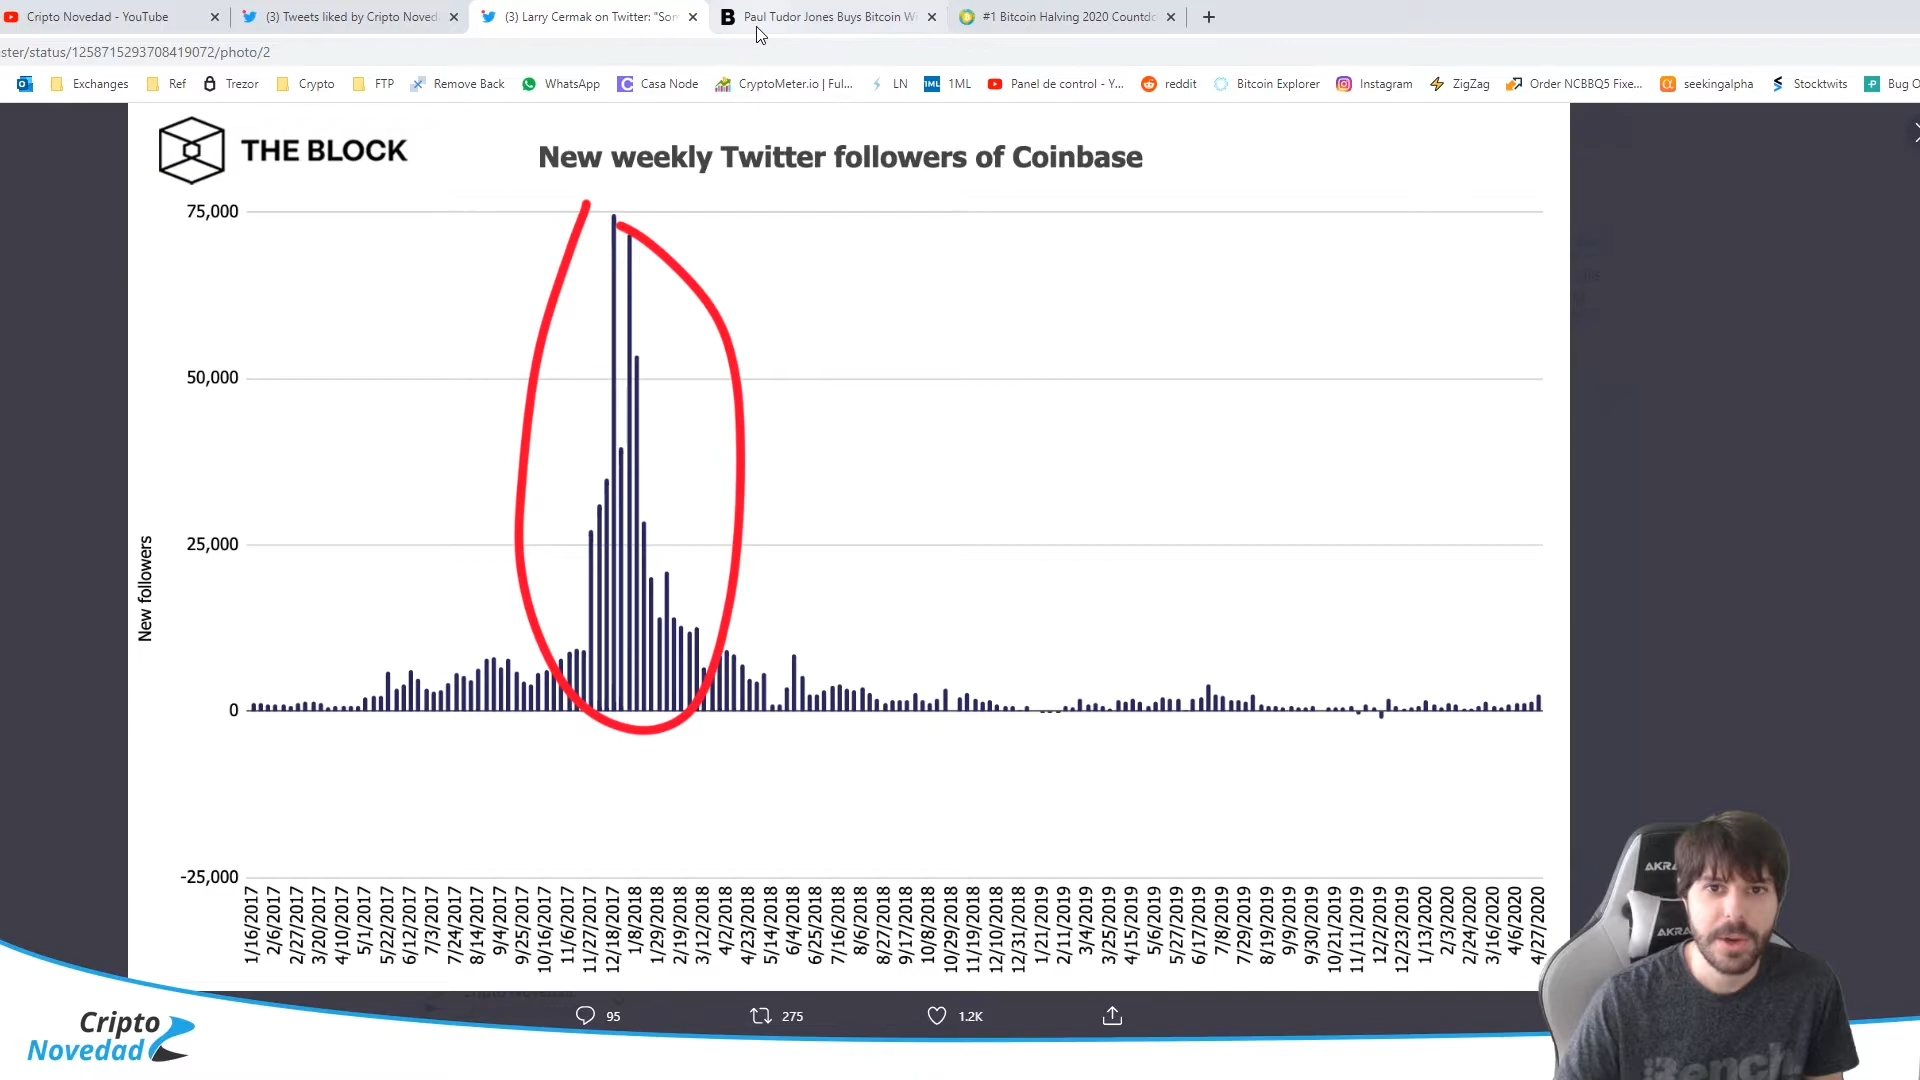 Cripto Novedad - YouTube
(3) Tweets liked by Cripto Noved
(3) Larry Cermak on Twitter: "Som
Paul Tudor Jones Buys Bitcoin Wi
#1 Bitcoin Halving 2020 Countdo
ster/status/1258715293708419072/photo/2
Exchanges
Ref
Trezor
Crypto
FTP
Remove Back
WhatsApp
Casa Node
CryptoMeter.io | Ful...
LN
1ML
1ML
Panel de control - Y...
reddit
Bitcoin Explorer
Instagram
ZigZag
Order NCBBQ5 Fixe...
seekingalpha
Stocktwits
Bug O
THE BLOCK
New weekly Twitter followers of Coinbase
75,000
50,000
25,000
0
-25,000
New followers
1/16/2017
2/6/2017
2/27/2017
3/20/2017
4/10/2017
5/1/2017
5/22/2017
6/12/2017
7/3/2017
7/24/2017
8/14/2017
9/4/2017
9/25/2017
10/16/2017
11/6/2017
11/27/2017
12/18/2017
1/8/2018
1/29/2018
2/19/2018
3/12/2018
4/2/2018
4/23/2018
5/14/2018
6/4/2018
6/25/2018
7/16/2018
8/6/2018
8/27/2018
9/17/2018
10/8/2018
10/29/2018
11/19/2018
12/10/2018
12/31/2018
1/21/2019
2/11/2019
3/4/2019
3/25/2019
4/15/2019
5/6/2019
5/27/2019
6/17/2019
7/8/2019
7/29/2019
8/19/2019
9/9/2019
9/30/2019
10/21/2019
11/11/2019
12/2/2019
12/23/2019
1/13/2020
2/3/2020
2/24/2020
3/16/2020
4/6/2020
4/27/2020
95
275
1.2K
Cripto
Novedad
AKRA
AKRA
Bench